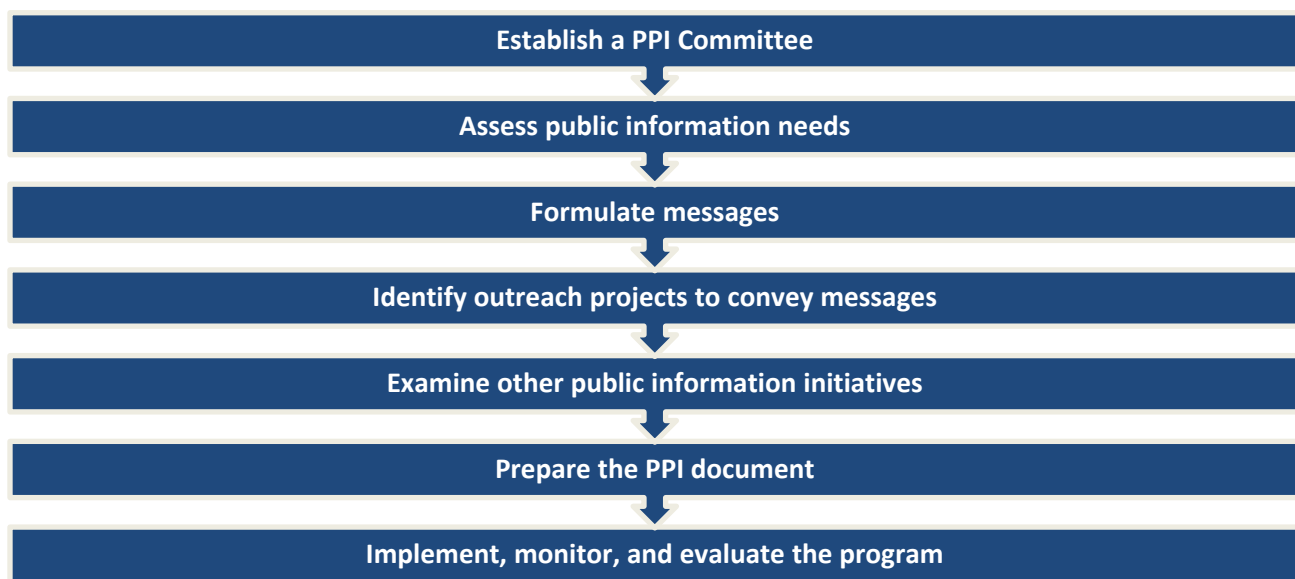 Establish a PPI Committee
Assess public information needs
Formulate messages
Identify outreach projects to convey messages
Examine other public information initiatives
Prepare the PPI document
Implement, monitor, and evaluate the program